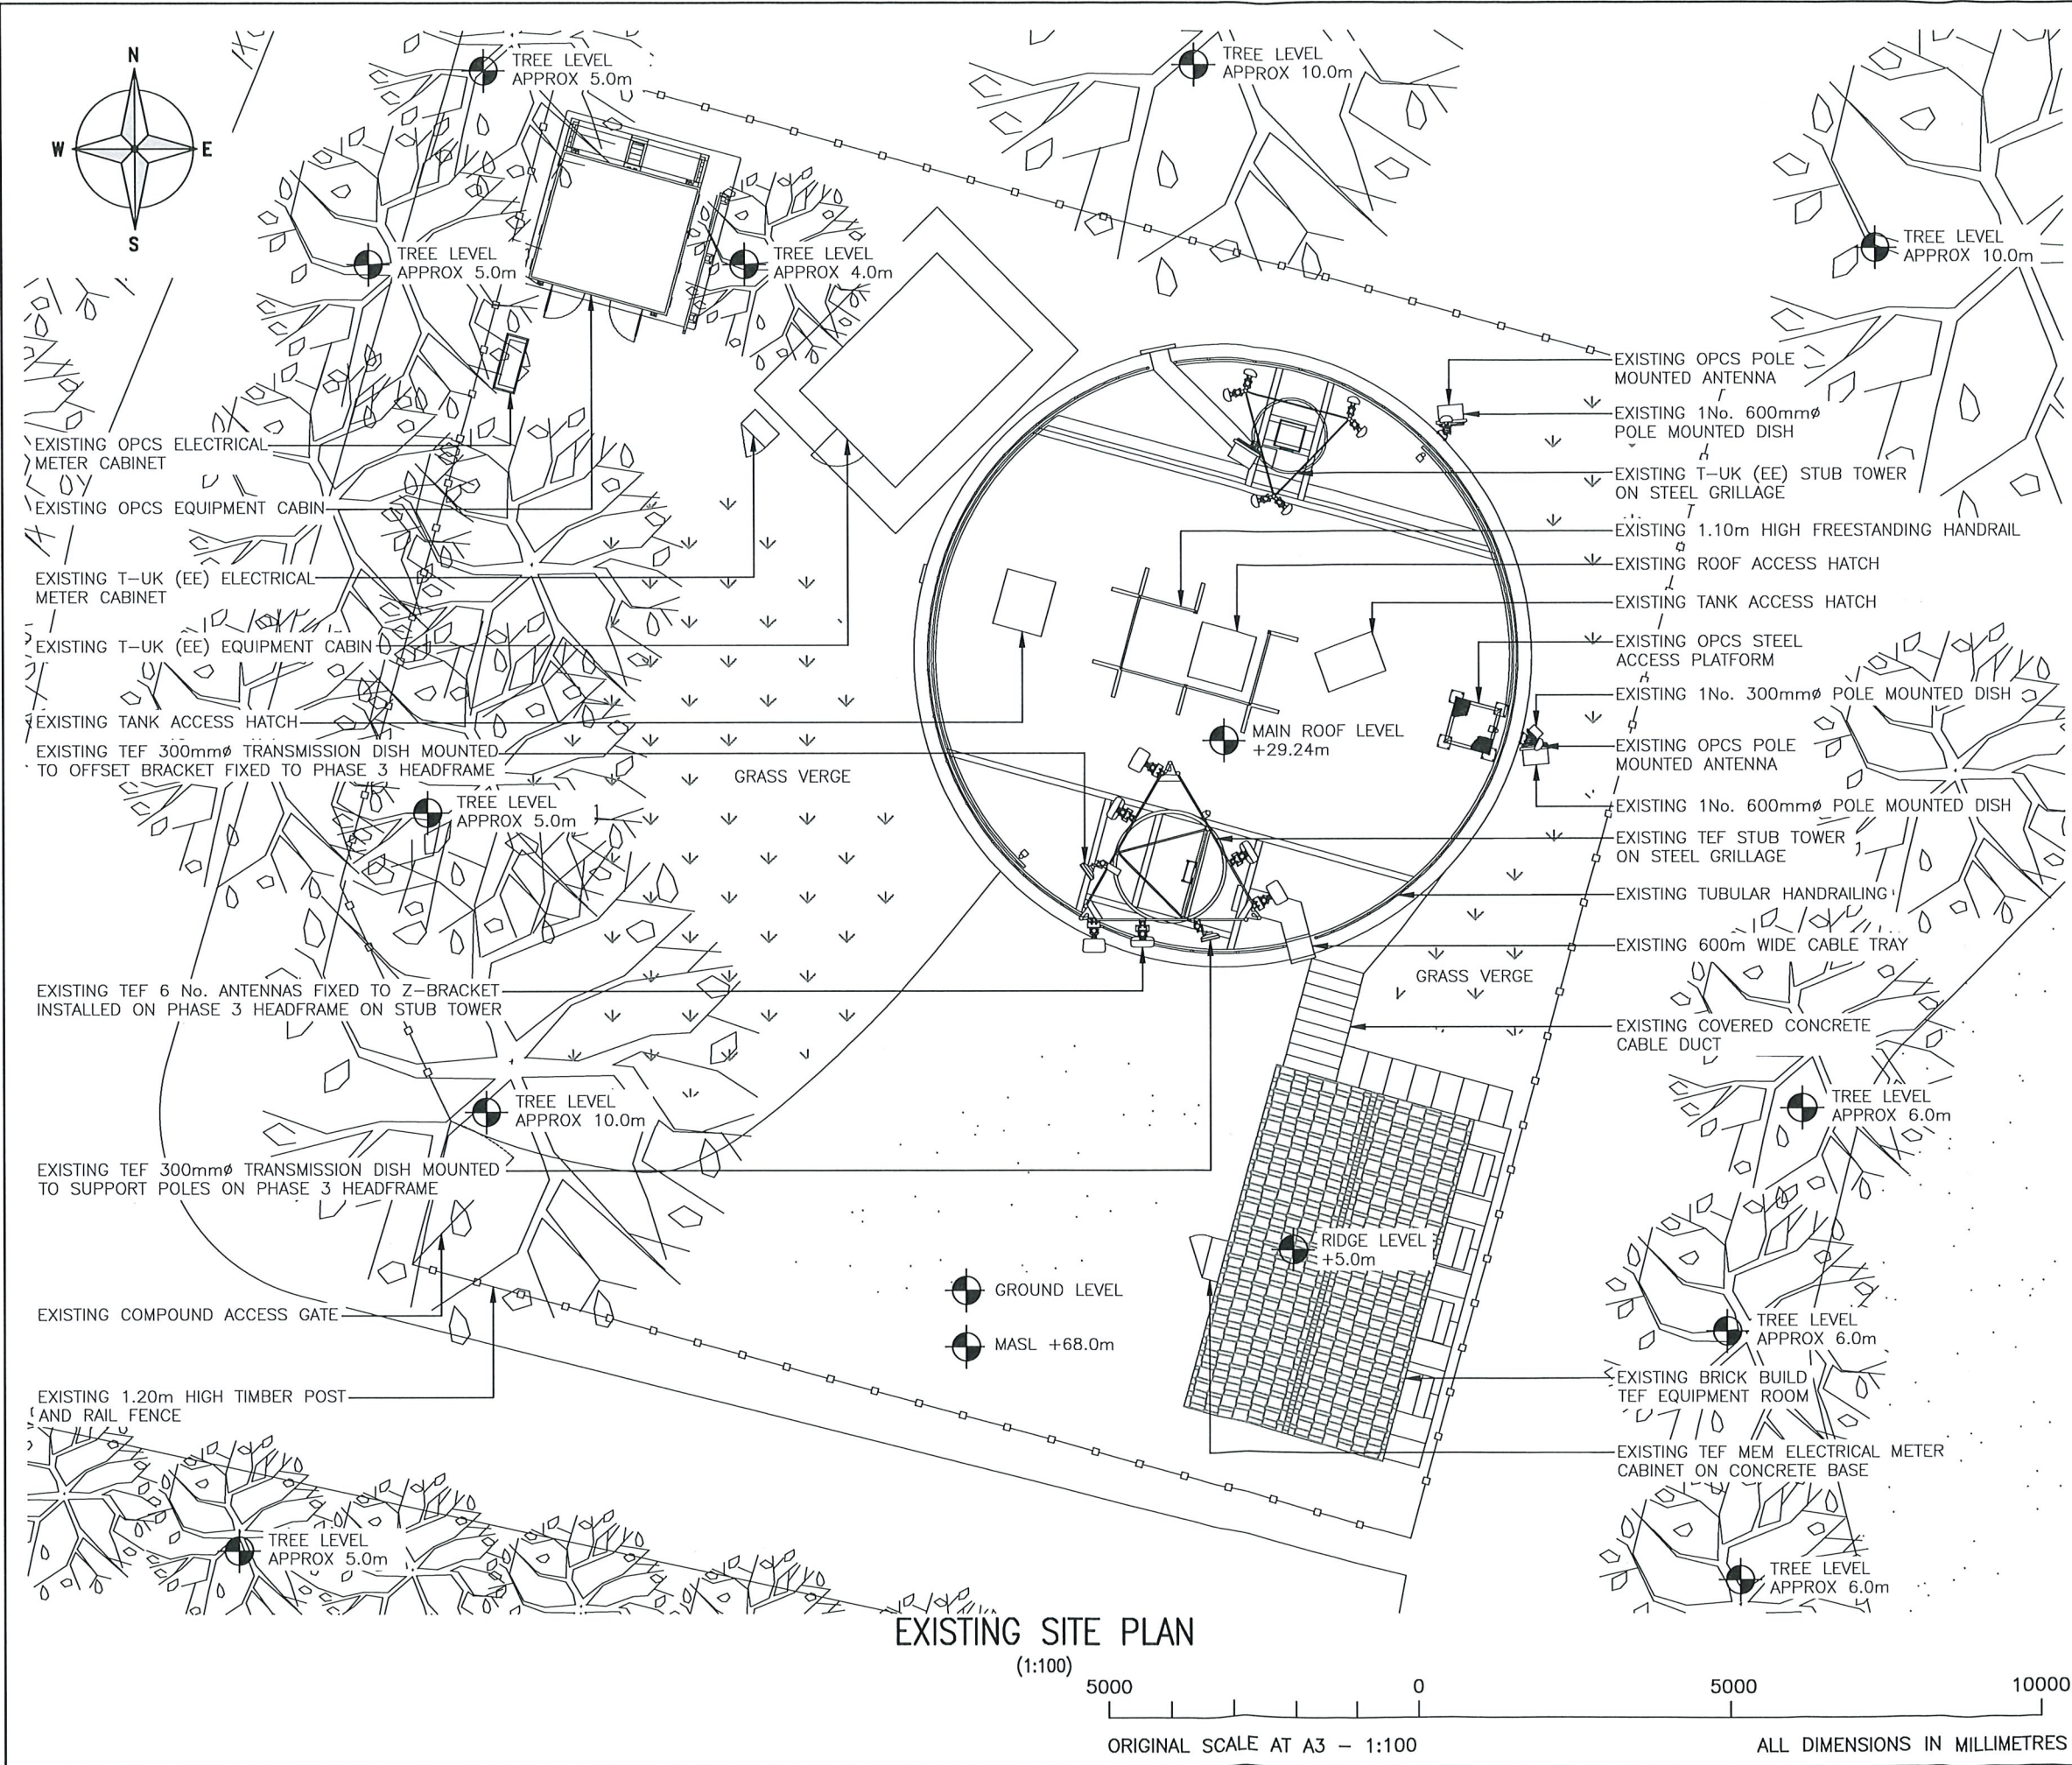 N
W
E
S
TREE LEVEL
APPROX 5.0m
TREE LEVEL
APPROX 10.0m
TREE LEVEL
APPROX 10.0m
TREE LEVEL
APPROX 5.0m
TREE LEVEL
APPROX 4.0m
EXISTING OPCS ELECTRICAL
METER CABINET
EXISTING OPCS EQUIPMENT CABIN
EXISTING T-UK (EE) ELECTRICAL
METER CABINET
EXISTING T-UK (EE) EQUIPMENT CABIN
EXISTING TANK ACCESS HATCH
EXISTING TEF 300mmø TRANSMISSION DISH MOUNTED
TO OFFSET BRACKET FIXED TO PHASE 3 HEADFRAME
TREE LEVEL
APPROX 5.0m
GRASS VERGE
MAIN ROOF LEVEL
+29.24m
EXISTING TEF 6 No. ANTENNAS FIXED TO Z-BRACKET
INSTALLED ON PHASE 3 HEADFRAME ON STUB TOWER
TREE LEVEL
APPROX 10.0m
EXISTING TEF 300mmø TRANSMISSION DISH MOUNTED
TO SUPPORT POLES ON PHASE 3 HEADFRAME
EXISTING COMPOUND ACCESS GATE
EXISTING 1.20m HIGH TIMBER POST
AND RAIL FENCE
TREE LEVEL
APPROX 5.0m
GROUND LEVEL
MASL +68.0m
RIDGE LEVEL
+5.0m
EXISTING OPCS POLE
MOUNTED ANTENNA
EXISTING 1No. 600mmø
POLE MOUNTED DISH
EXISTING T-UK (EE) STUB TOWER
ON STEEL GRILLAGE
EXISTING 1.10m HIGH FREESTANDING HANDRAIL
EXISTING ROOF ACCESS HATCH
EXISTING TANK ACCESS HATCH
EXISTING OPCS STEEL
ACCESS PLATFORM
EXISTING 1No. 300mmø POLE MOUNTED DISH
EXISTING OPCS POLE
MOUNTED ANTENNA
EXISTING 1No. 600mmø POLE MOUNTED DISH
EXISTING TEF STUB TOWER
ON STEEL GRILLAGE
EXISTING TUBULAR HANDRAILING
EXISTING 600m WIDE CABLE TRAY
GRASS VERGE
EXISTING COVERED CONCRETE
CABLE DUCT
TREE LEVEL
APPROX 6.0m
TREE LEVEL
APPROX 6.0m
EXISTING BRICK BUILD
TEF EQUIPMENT ROOM
EXISTING TEF MEM ELECTRICAL METER
CABINET ON CONCRETE BASE
TREE LEVEL
APPROX 6.0m
EXISTING SITE PLAN
(1:100)
5000 0 5000 10000
ORIGINAL SCALE AT A3 - 1:100
ALL DIMENSIONS IN MILLIMETRES